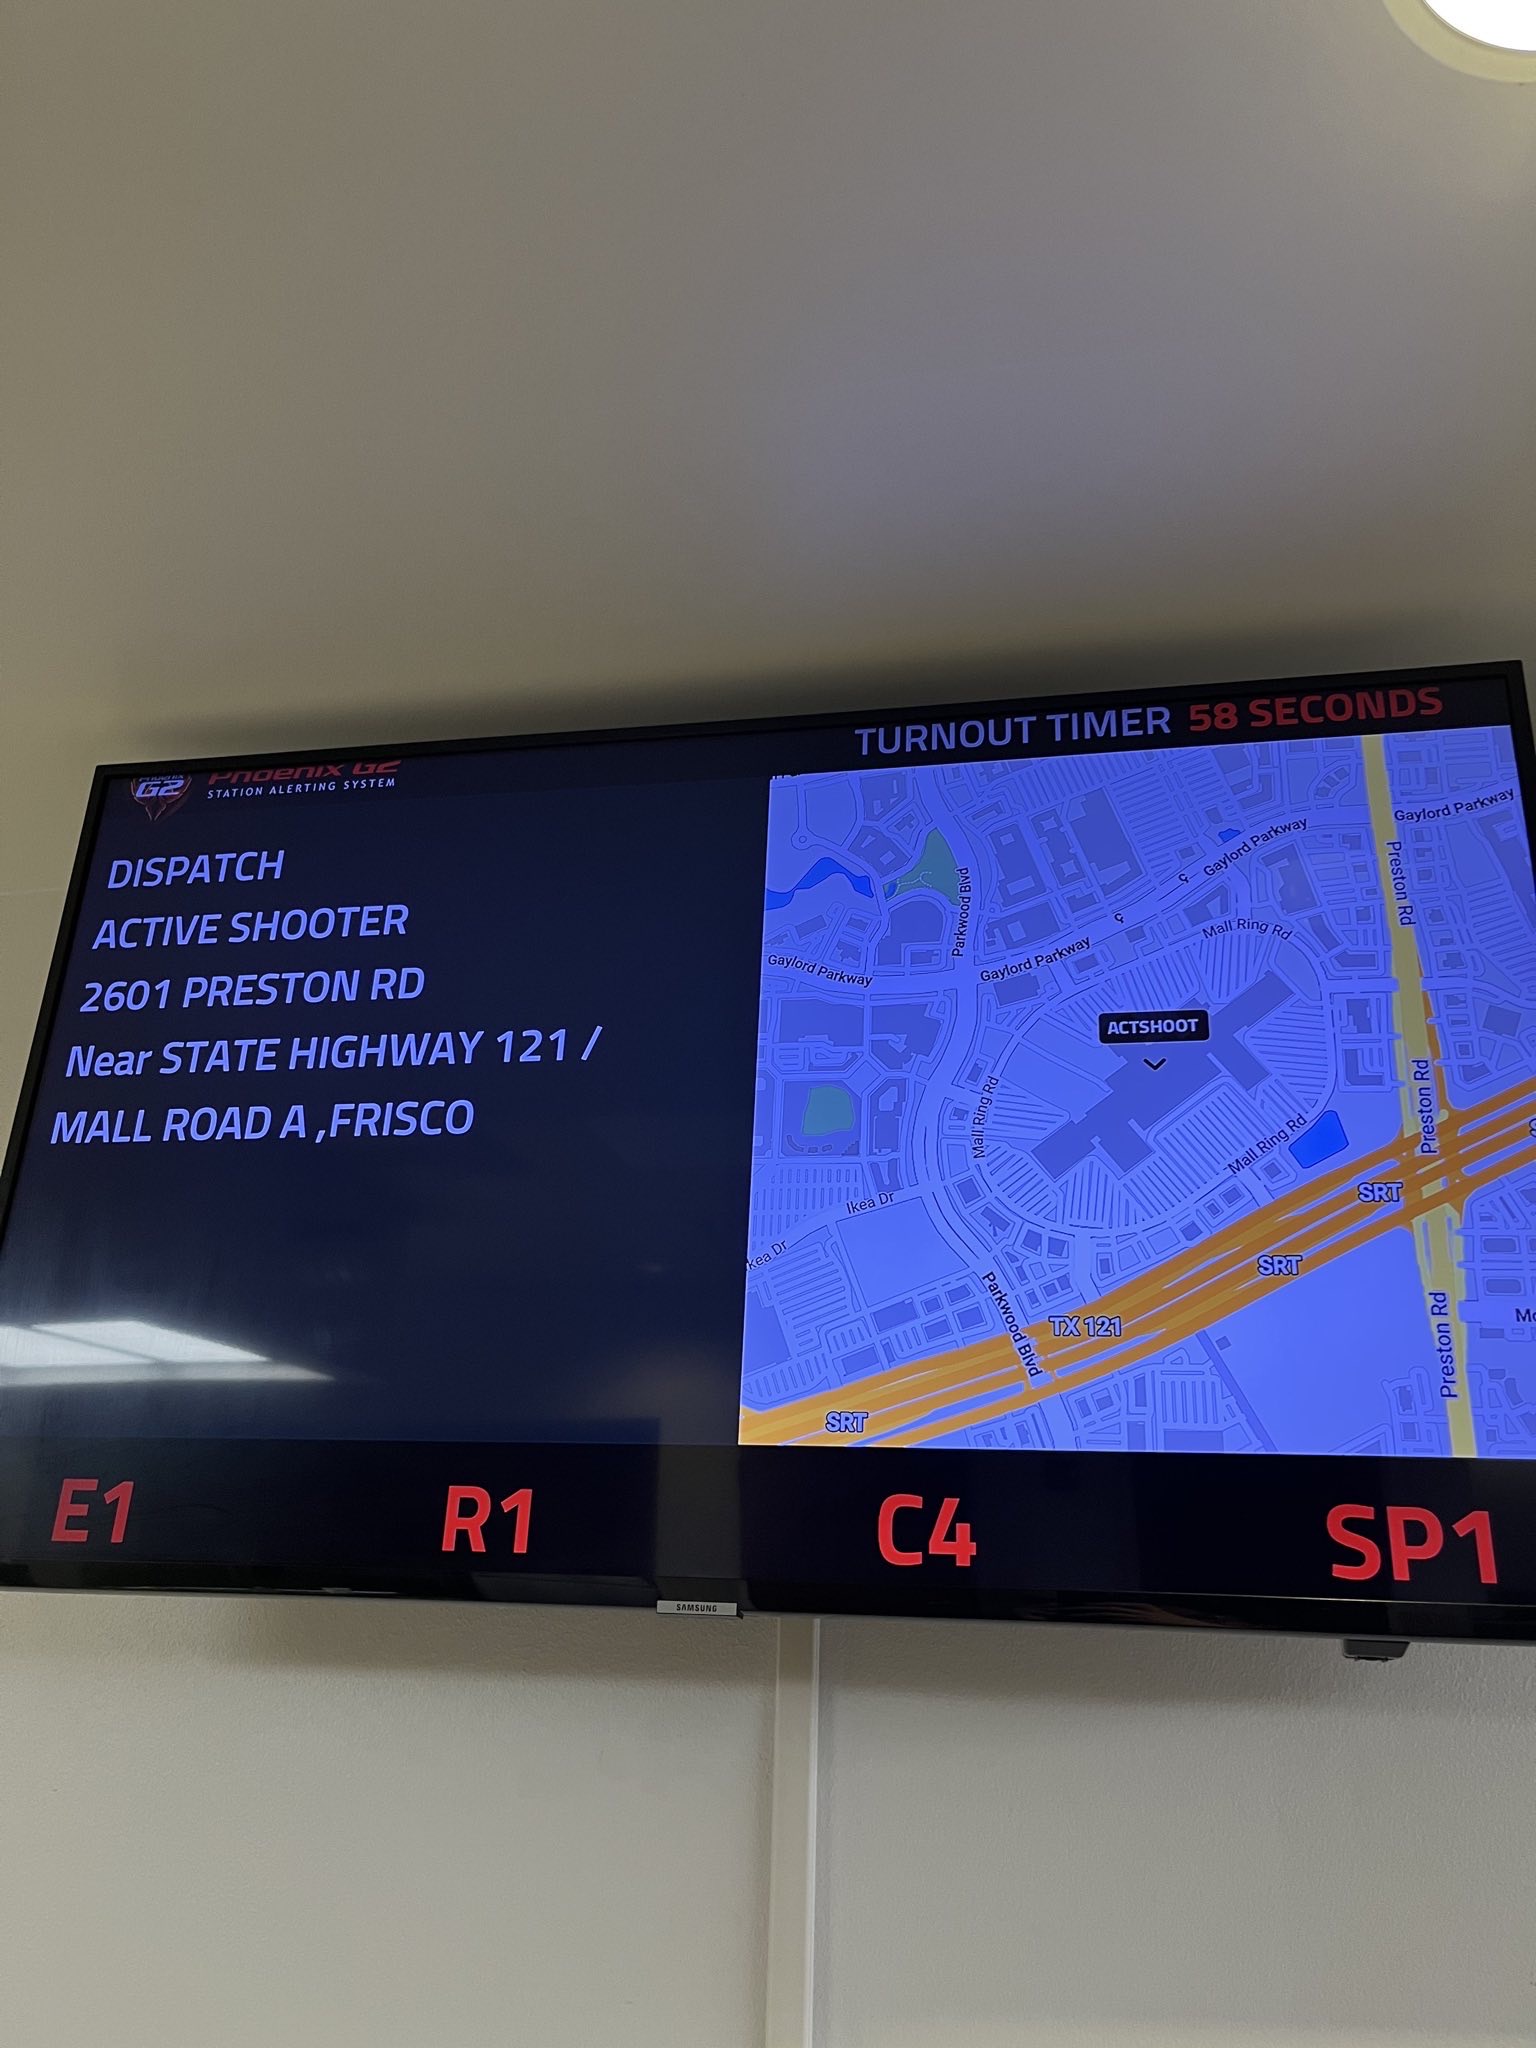 TURNOUT TIMER 58 SECONDS
Phoenix G2
G2
STATION ALERTING SYSTEM
DISPATCH
ACTIVE SHOOTER
2601 PRESTON RD
Near STATE HIGHWAY 121 /
MALL ROAD A ,FRISCO
Gaylord Parkway
Gaylord Parkway
Preston Rd
Parkwood Blvd
Mall Ring Rd
Gaylord Parkway
Gaylord Parkway
ACTSHOOT
Mall Ring Rd
Preston Rd
Mall Ring Rd
SRT
Ikea Dr
kea Dr
SRT
Parkwood Blvd
TX 121
Preston Rd
SRT
E1 R1 C4 SP1
SAMSUNG